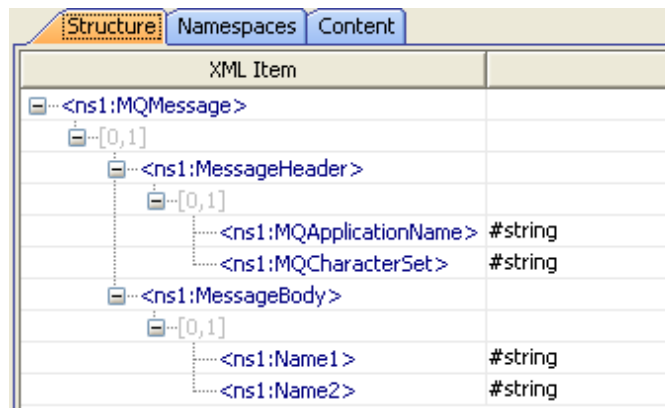 Structure Namespaces Content
XML Item
<ns1:MQMessage>
[0,1]
<ns1:MessageHeader>
[0,1]
<ns1:MQApplicationName> #string
<ns1:MQCharacterSet> #string
<ns1:MessageBody>
[0,1]
<ns1:Name1> #string
<ns1:Name2> #string